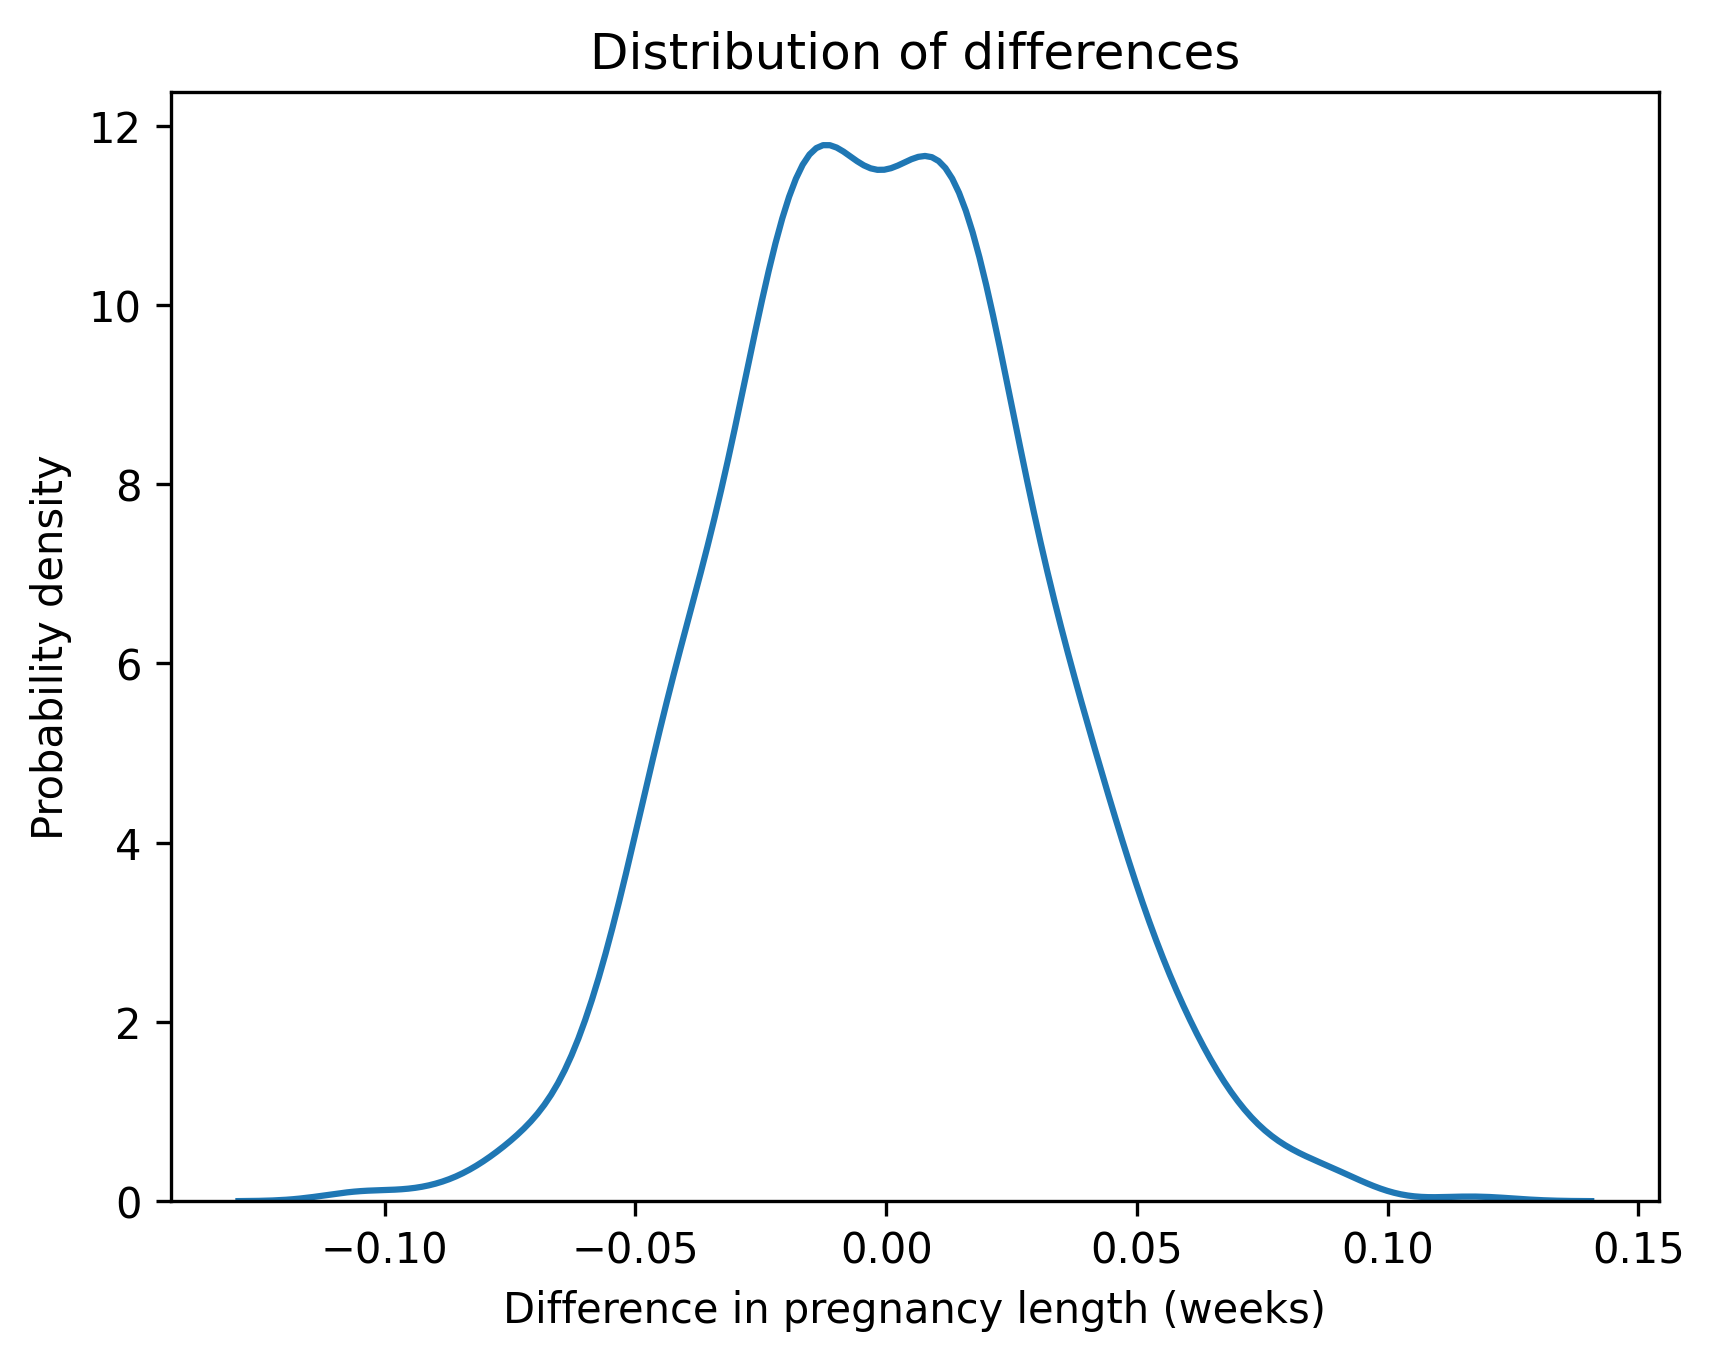 Distribution of differences
12
10
8
6
4
2
0
Probability density
−0.10 −0.05 0.00 0.05 0.10 0.15
Difference in pregnancy length (weeks)